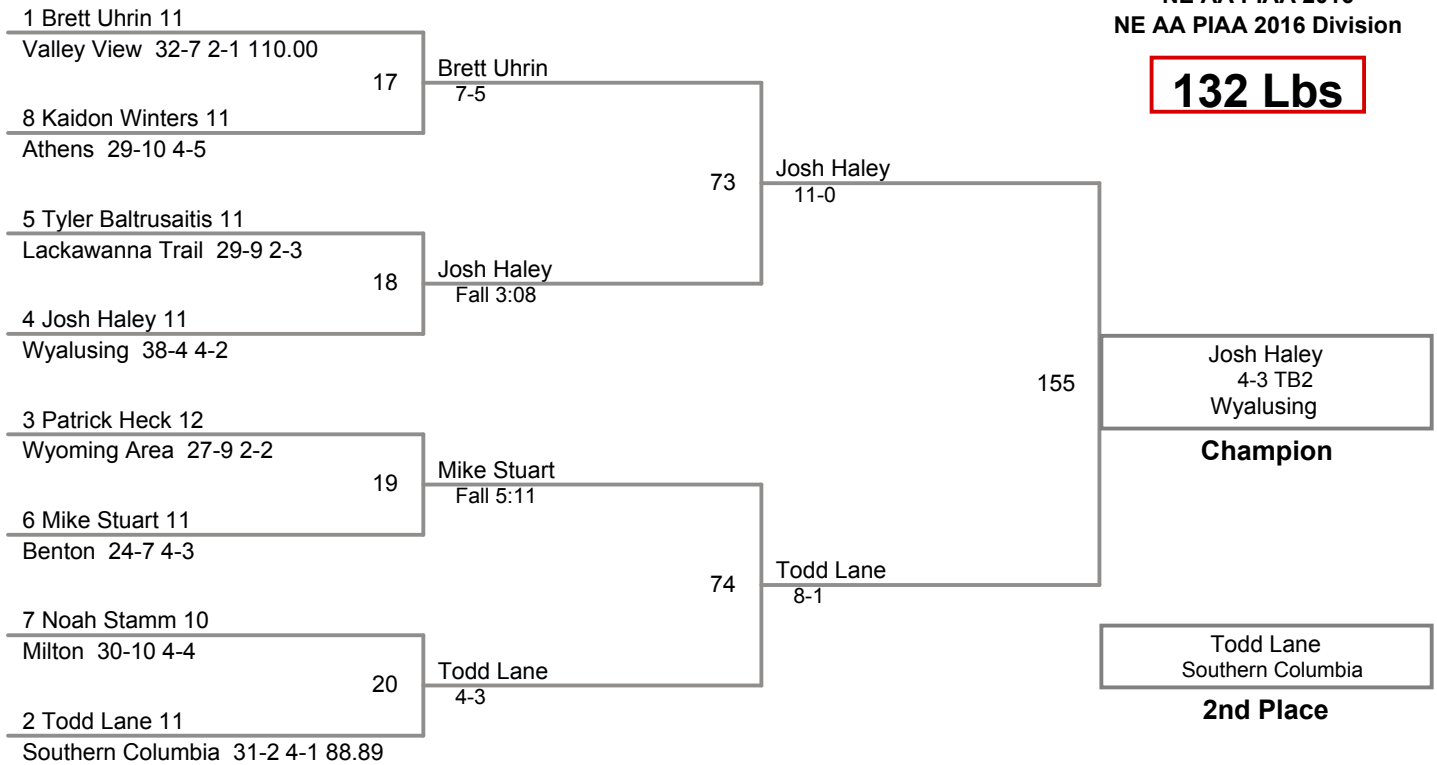 NE AA PIAA 2016 Division
132 Lbs
1 Brett Uhrin 11
Valley View 32-7 2-1 110.00
17
Brett Uhrin
7-5
8 Kaidon Winters 11
Athens 29-10 4-5
73
Josh Haley
11-0
5 Tyler Baltrusaitis 11
Lackawanna Trail 29-9 2-3
18
Josh Haley
Fall 3:08
4 Josh Haley 11
Wyalusing 38-4 4-2
155
Josh Haley
4-3 TB2
Wyalusing
Champion
3 Patrick Heck 12
Wyoming Area 27-9 2-2
19
Mike Stuart
Fall 5:11
6 Mike Stuart 11
Benton 24-7 4-3
74
Todd Lane
8-1
7 Noah Stamm 10
Milton 30-10 4-4
20
Todd Lane
4-3
2 Todd Lane 11
Southern Columbia 31-2 4-1 88.89
Todd Lane
Southern Columbia
2nd Place